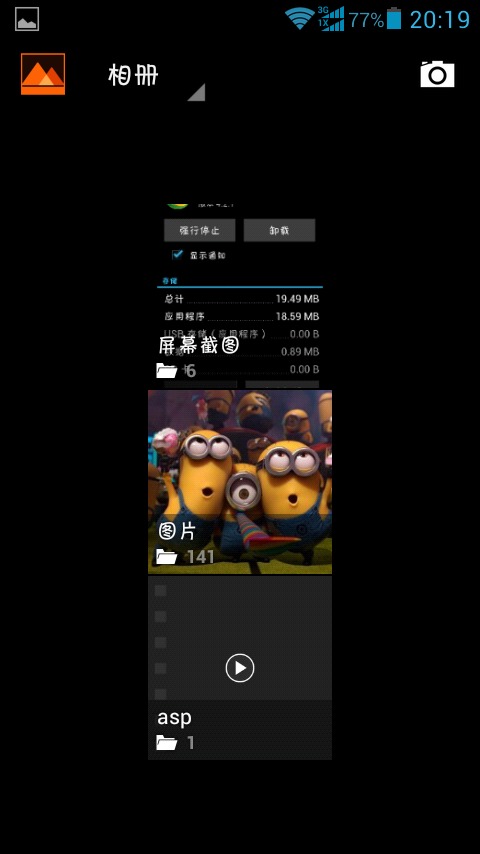 3G
1X
77%
20:19
相册
强行停止
卸载
显示通知
存储
总计 19.49 MB
应用程序 18.59 MB
USB 存储（应用程序） 0.00 B
0.89 MB
0.00 B
屏幕截图
6
图片
141
asp
1